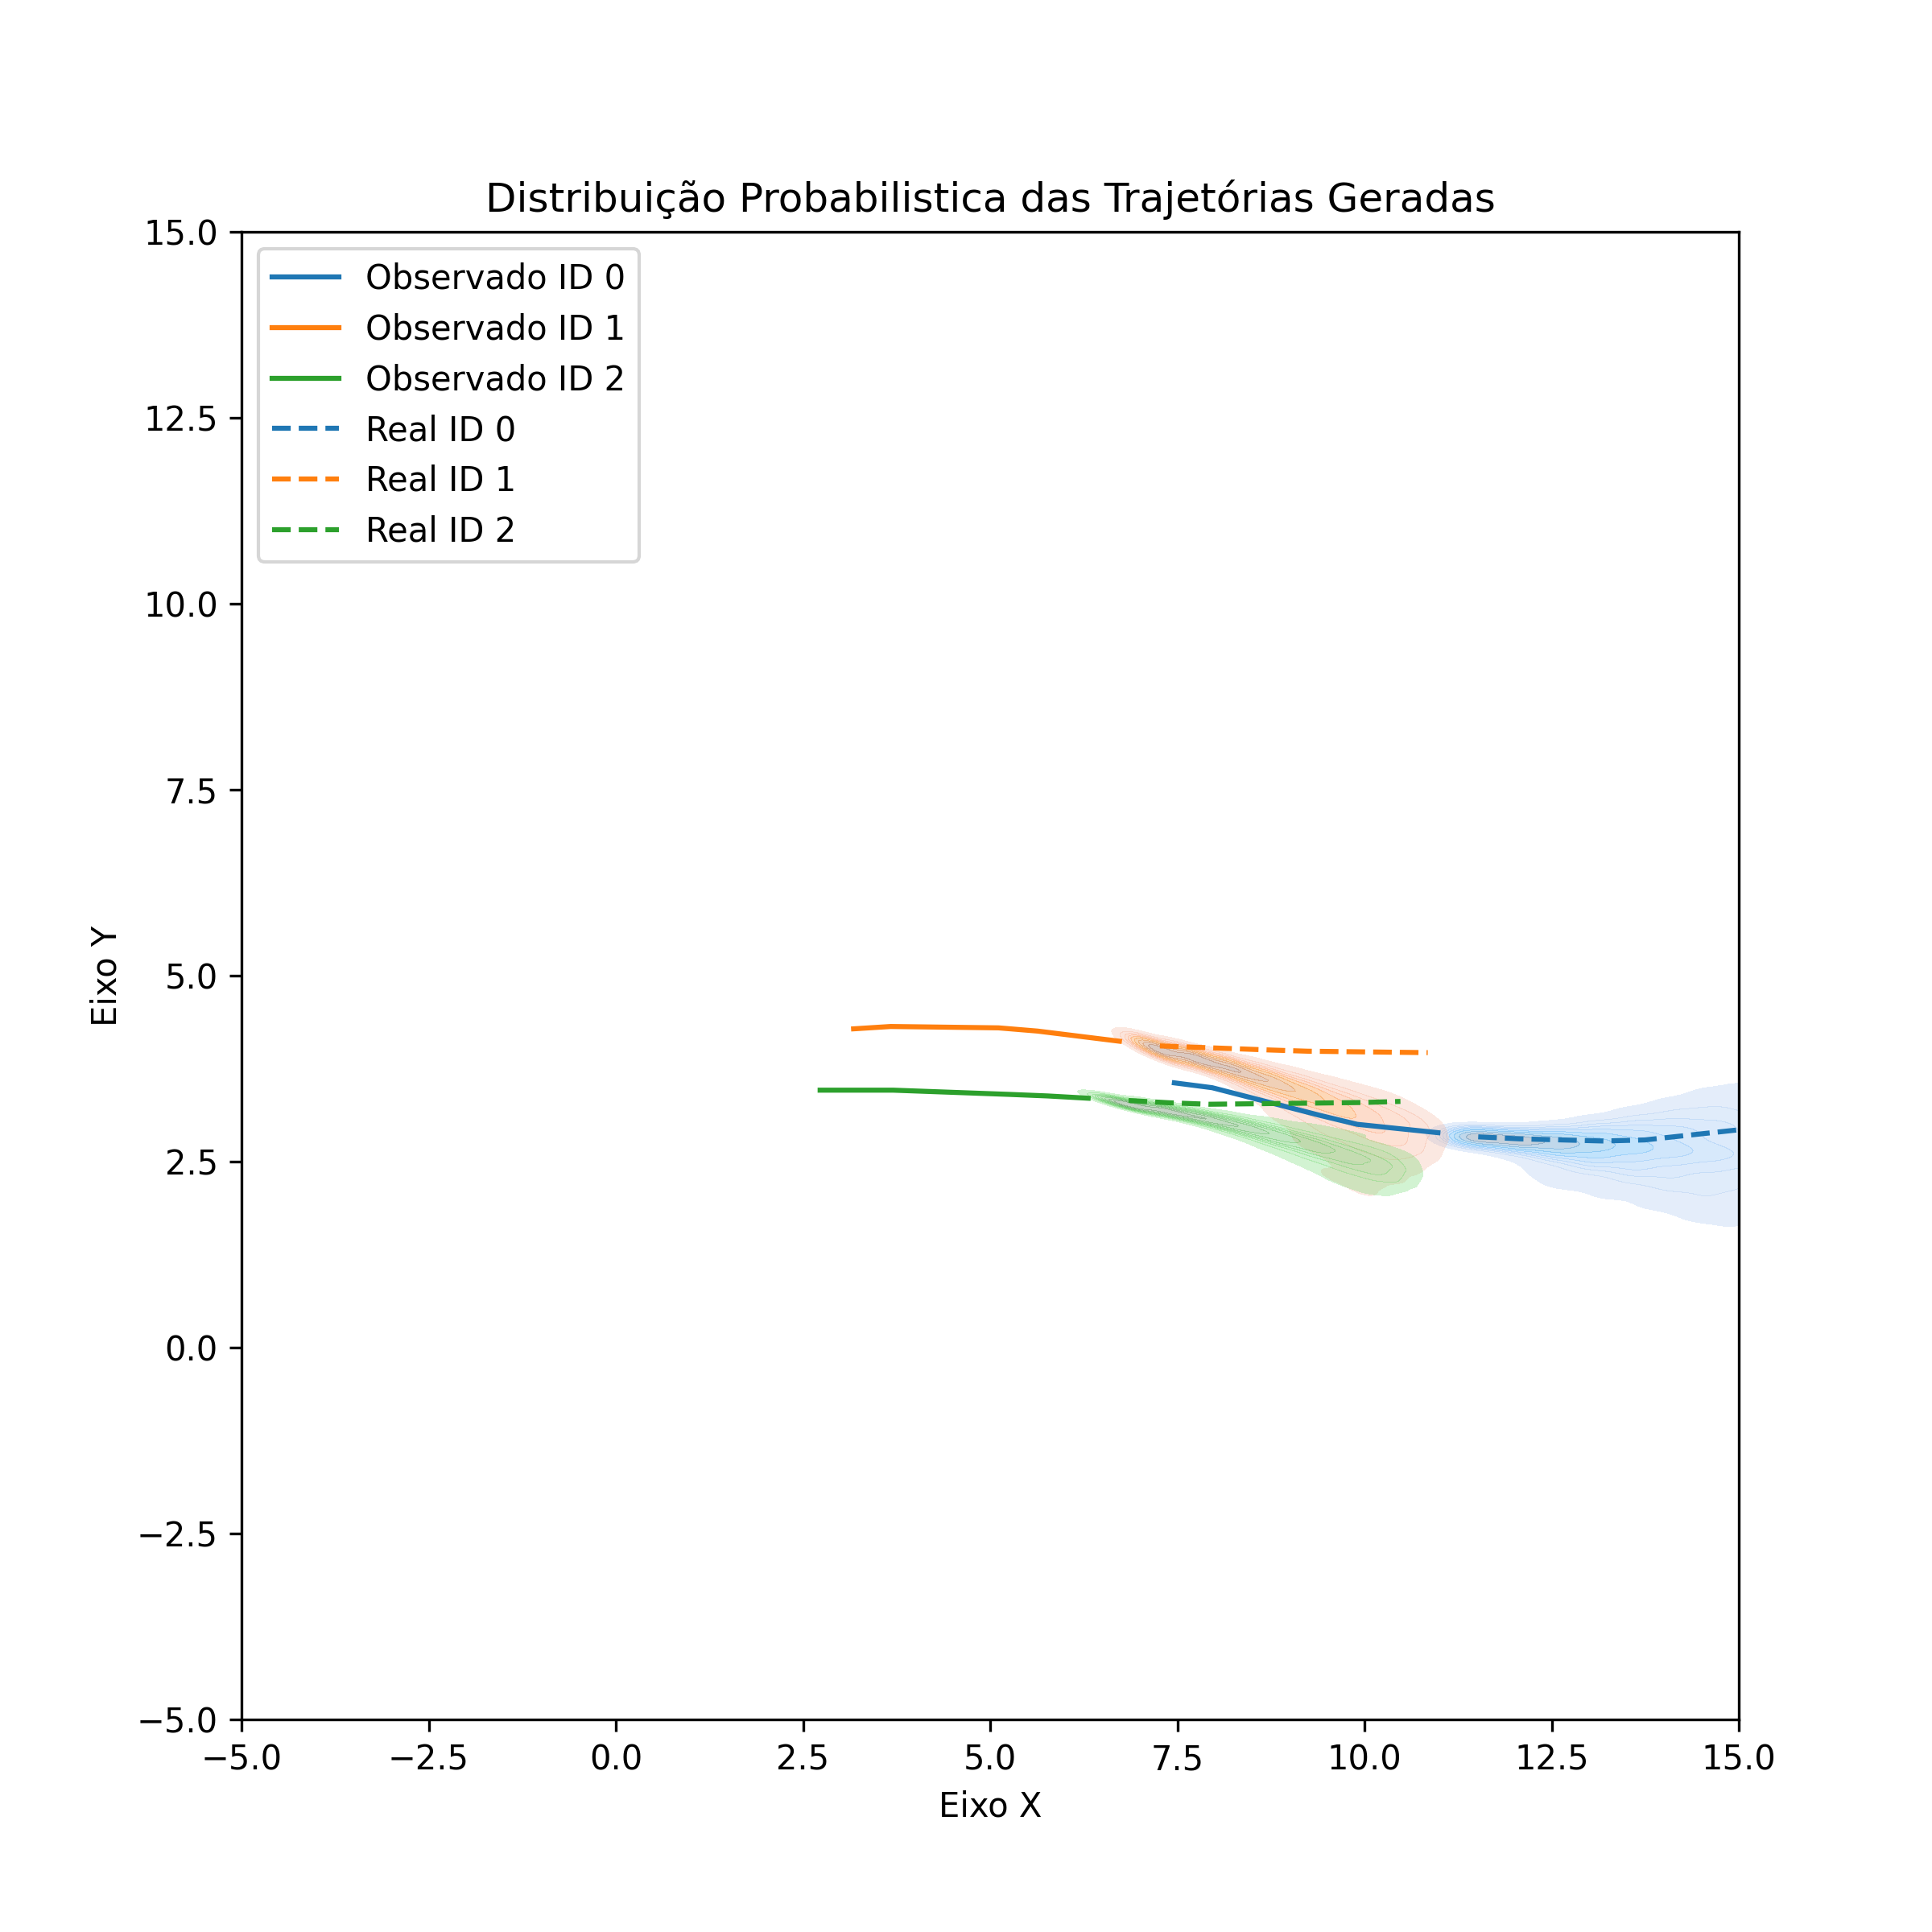 Distribuição Probabilistica das Trajetórias Geradas
15.0
12.5
10.0
7.5
5.0
2.5
0.0
−2.5
−5.0
Eixo Y
Observado ID 0
Observado ID 1
Observado ID 2
Real ID 0
Real ID 1
Real ID 2
−5.0 −2.5 0.0 2.5 5.0 7.5 10.0 12.5 15.0
Eixo X